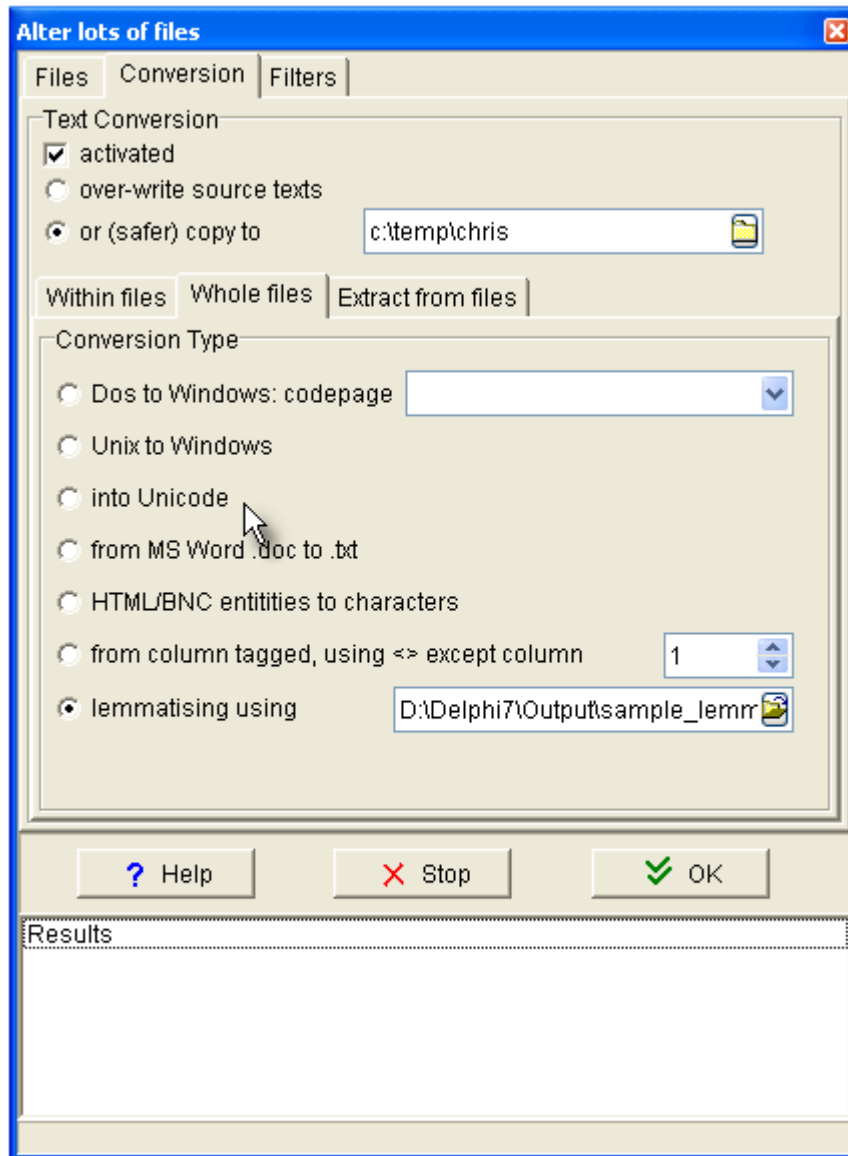 Alter lots of files
Files Conversion Filters
Text Conversion
activated
over-write source texts
or (safer) copy to c:\temp\chris
Within files Whole files Extract from files
Conversion Type
Dos to Windows: codepage
Unix to Windows
into Unicode
from MS Word .doc to .txt
HTML/BNC entitities to characters
from column tagged, using <> except column 1
lemmatising using D:\Delphi7\Output\sample_lemm
? Help Stop OK
Results